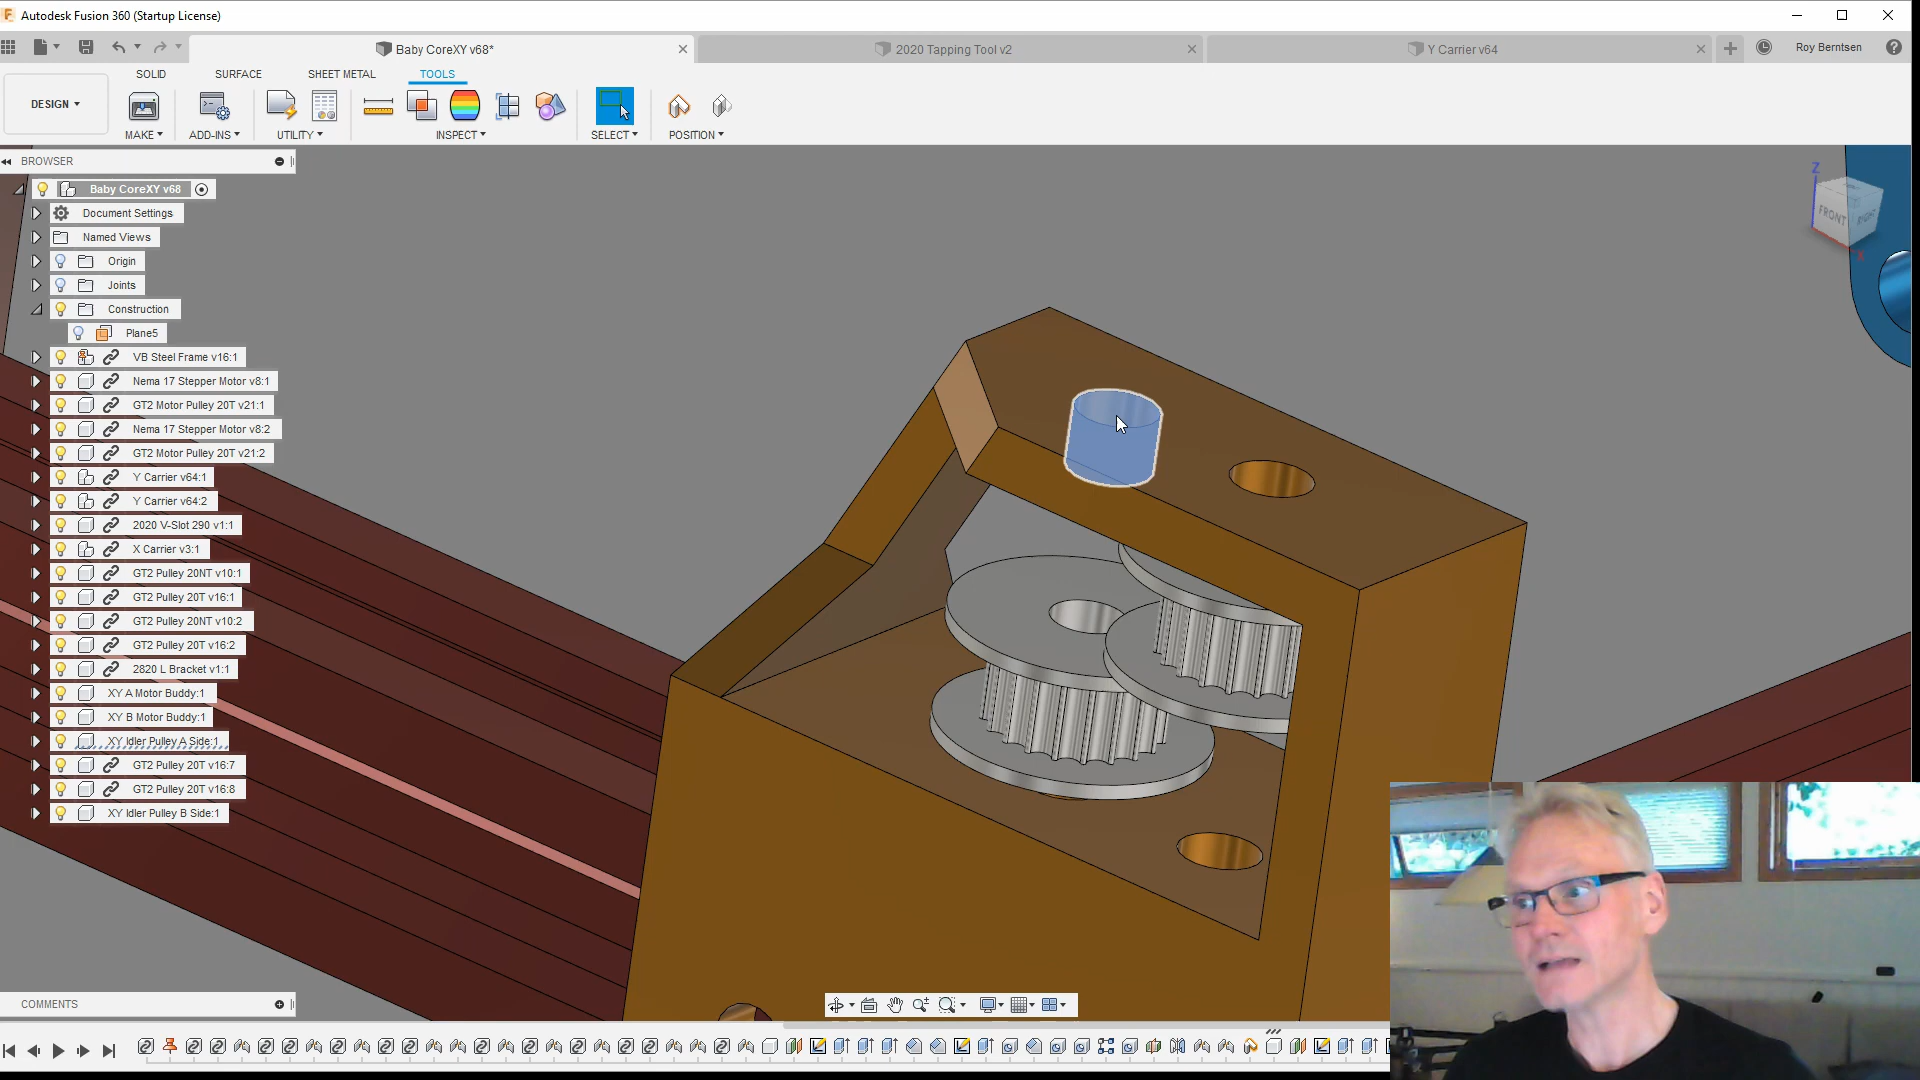 Autodesk Fusion 360 (Startup License)
Baby CoreXY v68*
2020 Tapping Tool v2
Y Carrier v64
Roy Berntsen
SOLID
SURFACE
SHEET METAL
TOOLS
DESIGN
MAKE
ADD-INS
UTILITY
INSPECT
SELECT
POSITION
BROWSER
Baby CoreXY v68
Document Settings
Named Views
Origin
Joints
Construction
Plane5
VB Steel Frame v16:1
Nema 17 Stepper Motor v8:1
GT2 Motor Pulley 20T v21:1
Nema 17 Stepper Motor v8:2
GT2 Motor Pulley 20T v21:2
Y Carrier v64:1
Y Carrier v64:2
2020 V-Slot 290 v1:1
X Carrier v3:1
GT2 Pulley 20NT v10:1
GT2 Pulley 20T v16:1
GT2 Pulley 20NT v10:2
GT2 Pulley 20T v16:2
2820 L Bracket v1:1
XY A Motor Buddy:1
XY B Motor Buddy:1
XY Idler Pulley A Side:1
GT2 Pulley 20T v16:7
GT2 Pulley 20T v16:8
XY Idler Pulley B Side:1
Z
FRONT
RIGHT
X
COMMENTS